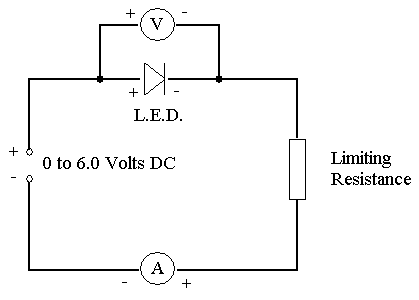 + V -
+ -
L.E.D.
+
-
0 to 6.0 Volts DC
Limiting
Resistance
A
- +